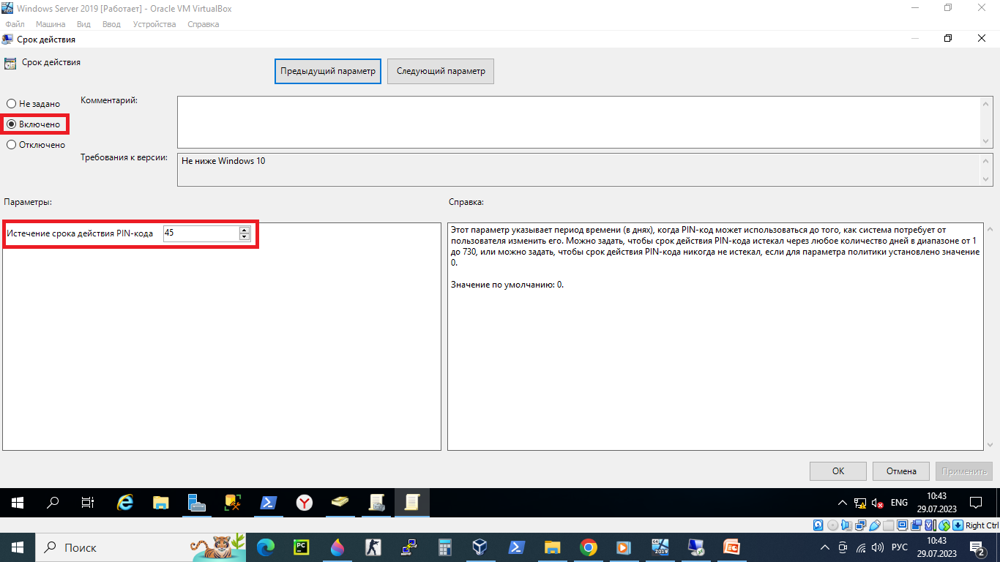 Windows Server 2019 [Работает] - Oracle VM VirtualBox
Файл Машина Вид Ввод Устройства Справка
Срок действия
Срок действия
Предыдущий параметр Следующий параметр
Не задано
Комментарий:
Включено
Отключено
Требования к версии:
Не ниже Windows 10
Параметры:
Справка:
Истечение срока действия PIN-кода 45
Этот параметр указывает период времени (в днях), когда PIN-код может использоваться до того, как система потребует от
пользователя изменить его. Можно задать, чтобы срок действия PIN-кода истекал через любое количество дней в диапазоне от 1
до 730, или можно задать, чтобы срок действия PIN-кода никогда не истекал, если для параметра политики установлено значение
0.
Значение по умолчанию: 0.
ОК Отмена Применить
ENG
10:43
29.07.2023
Right Ctrl
Поиск
PC
2019
РУС
10:43
29.07.2023
2